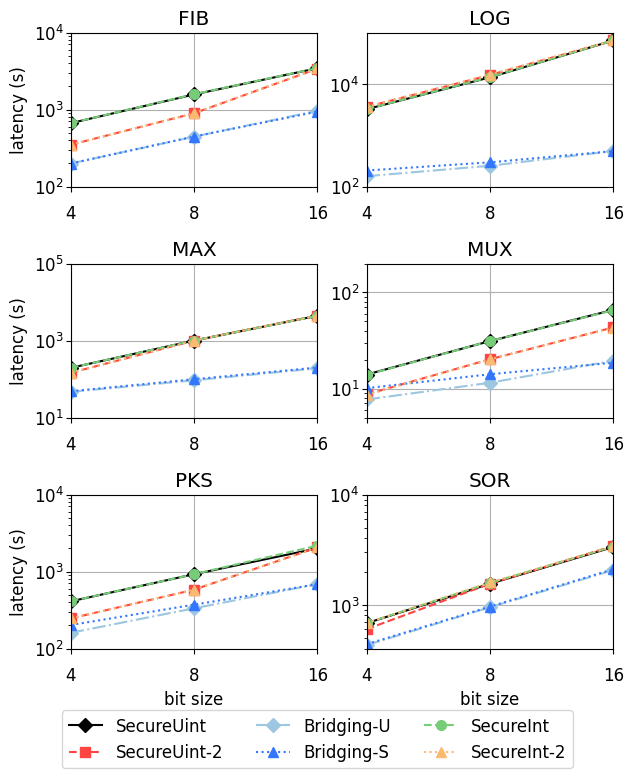 FIB LOG
10^4
10^3
10^2
latency (s)
4 8 16
10^4
10^2
4 8 16
MAX MUX
10^5
10^3
10^1
latency (s)
4 8 16
10^2
10^1
4 8 16
PKS SOR
10^4
10^3
10^2
latency (s)
4 8 16
bit size
10^4
10^3
4 8 16
bit size
SecureUint Bridging-U SecureInt
SecureUint-2 Bridging-S SecureInt-2